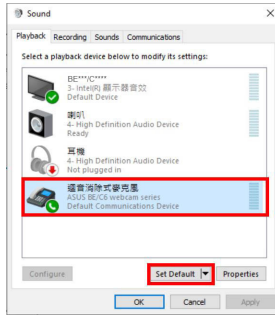 Sound
Playback Recording Sounds Communications
Select a playback device below to modify its settings:
BE***/C****
3- Intel(R) 顯示器音效
Default Device
喇叭
4- High Definition Audio Device
Ready
耳機
4- High Definition Audio Device
Not plugged in
迴音消除式麥克風
ASUS BE/C6 webcam series
Default Communications Device
Configure Set Default Properties
OK Cancel Apply